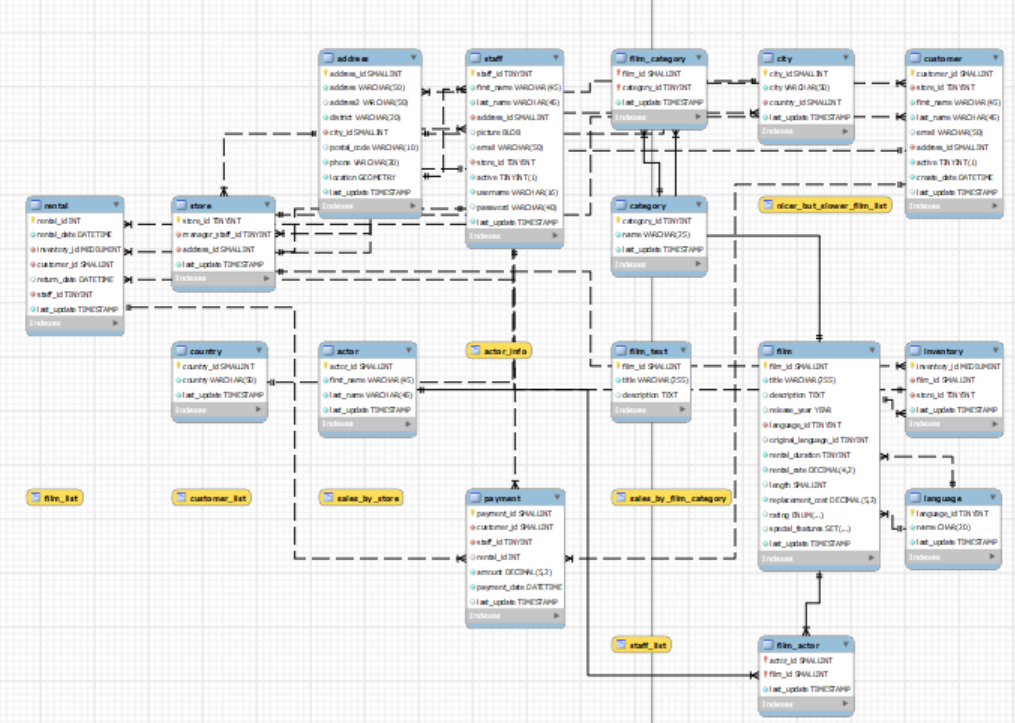 address
address_id SMALLINT
address VARCHAR(50)
address2 VARCHAR(50)
district VARCHAR(20)
city_id SMALLINT
postal_code VARCHAR(10)
phone VARCHAR(20)
location GEOMETRY
last_update TIMESTAMP
Indexes
staff
staff_id TINYINT
first_name VARCHAR(45)
last_name VARCHAR(45)
address_id SMALLINT
picture BLOB
email VARCHAR(50)
store_id TINYINT
active TINYINT(1)
username VARCHAR(16)
password VARCHAR(40)
last_update TIMESTAMP
Indexes
film_category
film_id SMALLINT
category_id TINYINT
last_update TIMESTAMP
Indexes
city
city_id SMALLINT
city VARCHAR(50)
country_id SMALLINT
last_update TIMESTAMP
Indexes
customer
customer_id SMALLINT
store_id TINYINT
first_name VARCHAR(45)
last_name VARCHAR(45)
email VARCHAR(50)
address_id SMALLINT
active TINYINT(1)
create_date DATETIME
last_update TIMESTAMP
Indexes
rental
rental_id INT
rental_date DATETIME
inventory_id MEDIUMINT
customer_id SMALLINT
return_date DATETIME
staff_id TINYINT
last_update TIMESTAMP
Indexes
store
store_id TINYINT
manager_staff_id TINYINT
address_id SMALLINT
last_update TIMESTAMP
Indexes
category
category_id TINYINT
name VARCHAR(25)
last_update TIMESTAMP
Indexes
nicer_but_slower_film_list
country
country_id SMALLINT
country VARCHAR(50)
last_update TIMESTAMP
Indexes
actor
actor_id SMALLINT
first_name VARCHAR(45)
last_name VARCHAR(45)
last_update TIMESTAMP
Indexes
actor_info
film_text
film_id SMALLINT
title VARCHAR(255)
description TEXT
Indexes
film
film_id SMALLINT
title VARCHAR(255)
description TEXT
release_year YEAR
language_id TINYINT
original_language_id TINYINT
rental_duration TINYINT
rental_rate DECIMAL(4,2)
length SMALLINT
replacement_cost DECIMAL(5,2)
rating ENUM(...)
special_features SET(...)
last_update TIMESTAMP
Indexes
inventory
inventory_id MEDIUMINT
film_id SMALLINT
store_id TINYINT
last_update TIMESTAMP
Indexes
film_list
customer_list
sales_by_store
payment
payment_id SMALLINT
customer_id SMALLINT
staff_id TINYINT
rental_id INT
amount DECIMAL(5,2)
payment_date DATETIME
last_update TIMESTAMP
Indexes
sales_by_film_category
language
language_id TINYINT
name CHAR(20)
last_update TIMESTAMP
Indexes
staff_list
film_actor
actor_id SMALLINT
film_id SMALLINT
last_update TIMESTAMP
Indexes